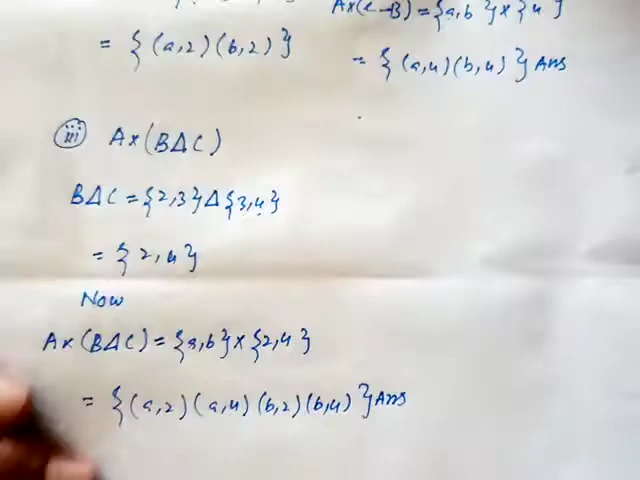 = {(a,2)(b,2)}
Ax(C-B) = {a,b}x{4}
= {(a,4)(b,4)} Ans
(iii) Ax(BΔC)
BΔC = {2,3}Δ{3,4}
= {2,4}
Now
Ax(BΔC) = {a,b}x{2,4}
= {(a,2)(a,4)(b,2)(b,4)} Ans